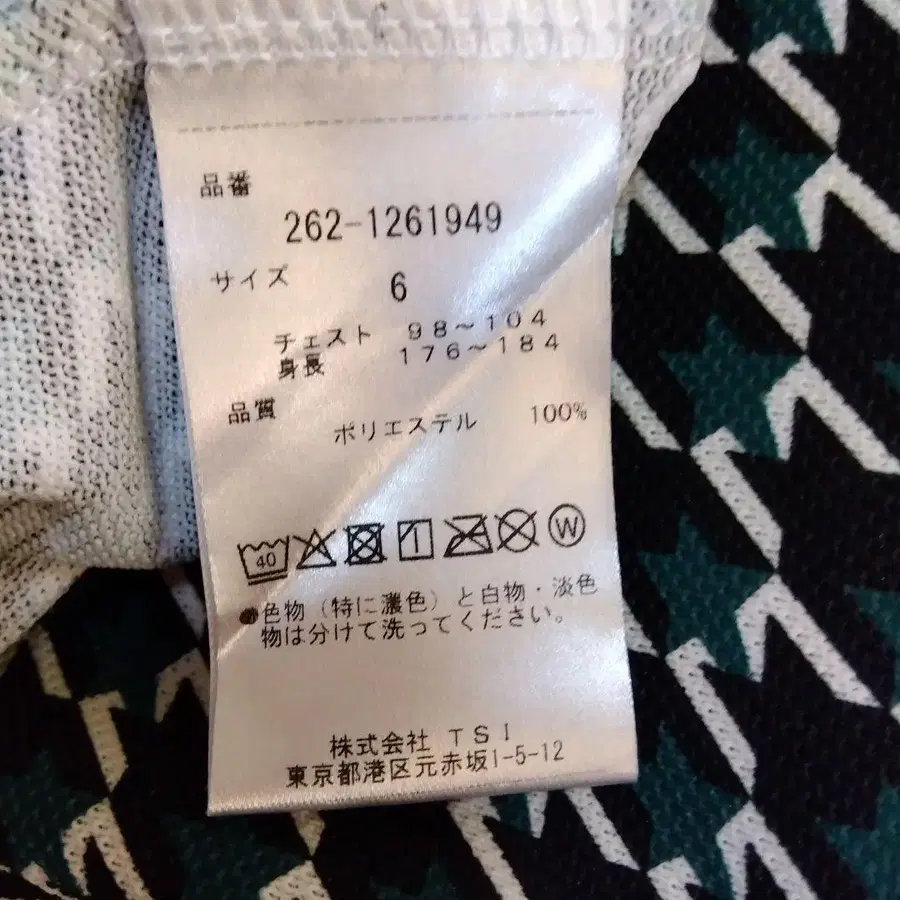 品番
262-1261949
サイズ 6
チェスト 98～104
身長 176～184
品質
ポリエステル 100%
40 W
●色物（特に濃色）と白物・淡色
物は分けて洗ってください。
株式会社 TSI
東京都港区元赤坂1-5-12